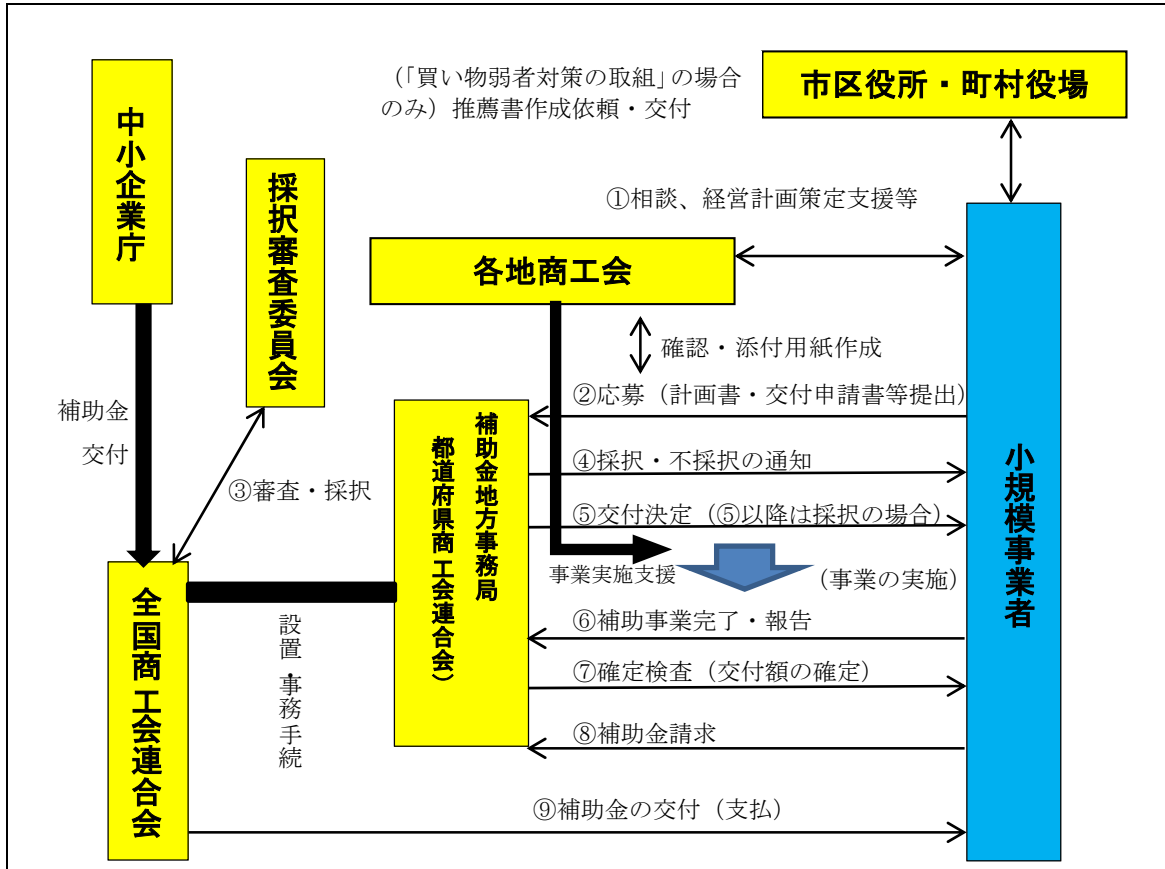 （「買い物弱者対策の取組」の場合
のみ）推薦書作成依頼・交付
市区役所・町村役場
中小企業庁
採択審査委員会
①相談、経営計画策定支援等
各地商工会
確認・添付用紙作成
②応募（計画書・交付申請書等提出）
補助金
交付
③審査・採択
補助金地方事務局
都道府県商工会連合会）
④採択・不採択の通知
⑤交付決定（⑤以降は採択の場合）
小規模事業者
事業実施支援
（事業の実施）
全国商工会連合会
設置・事務手続
⑥補助事業完了・報告
⑦確定検査（交付額の確定）
⑧補助金請求
⑨補助金の交付（支払）